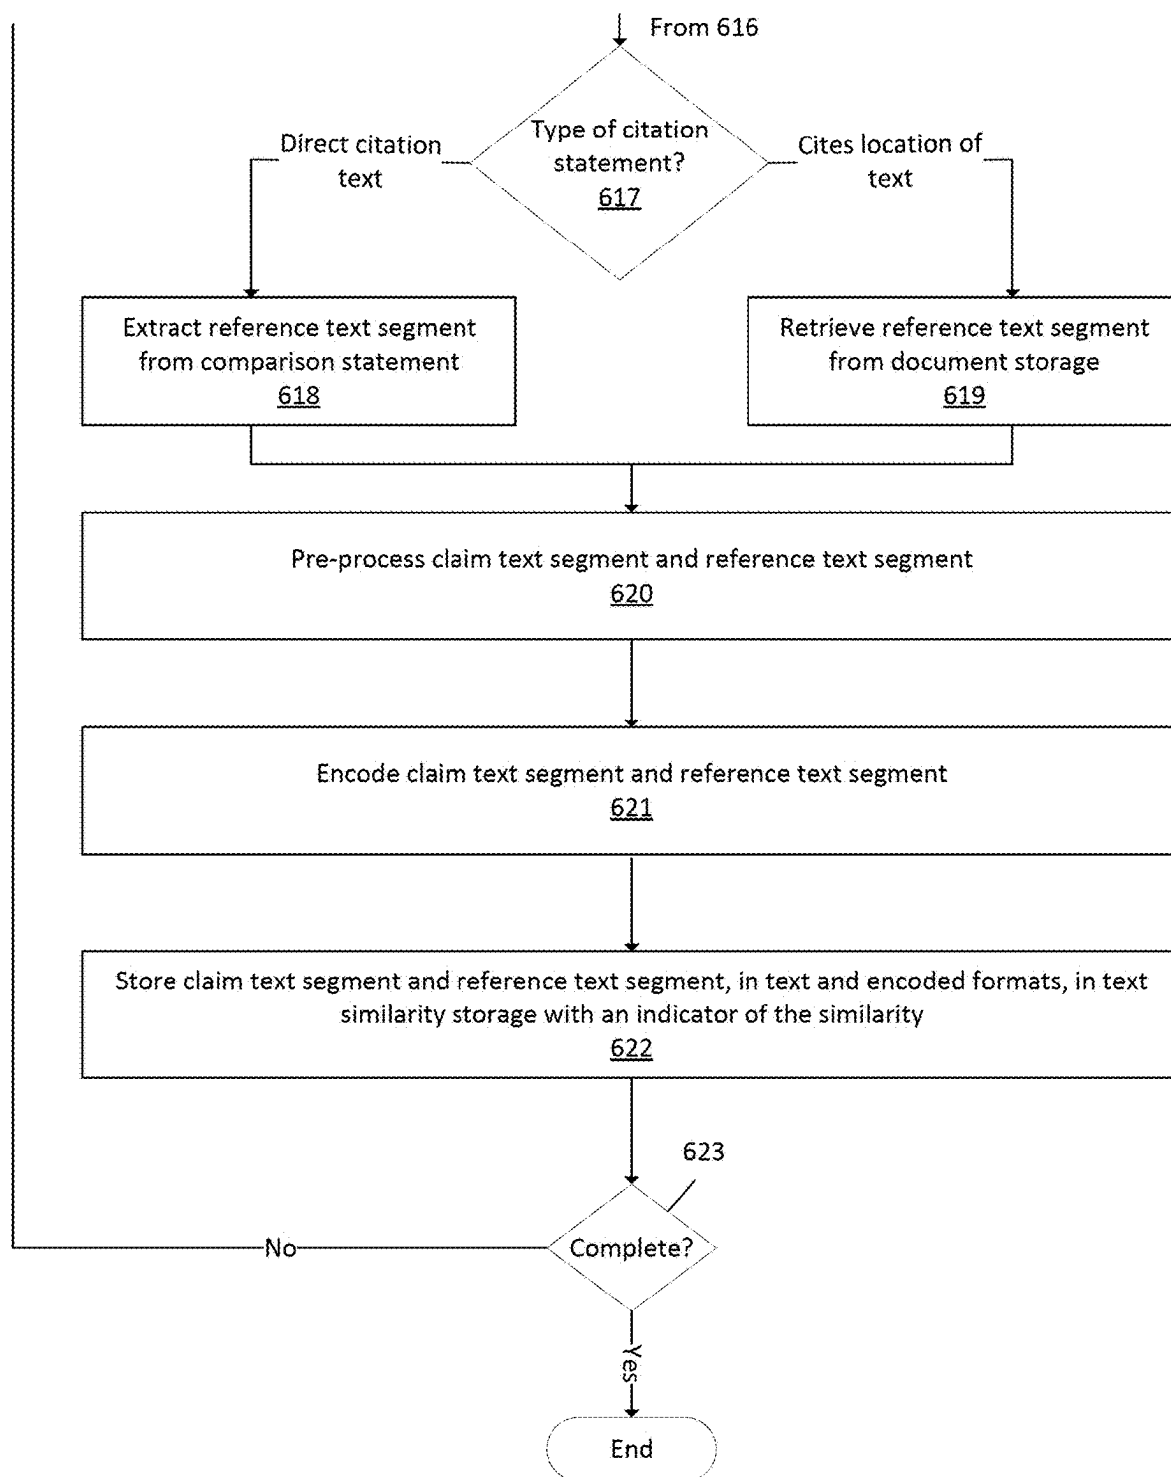 From 616
Type of citation
statement?
617
Direct citation
text
Cites location of
text
Extract reference text segment
from comparison statement
618
Retrieve reference text segment
from document storage
619
Pre-process claim text segment and reference text segment
620
Encode claim text segment and reference text segment
621
Store claim text segment and reference text segment, in text and encoded formats, in text
similarity storage with an indicator of the similarity
622
623
Complete?
No
Yes
End